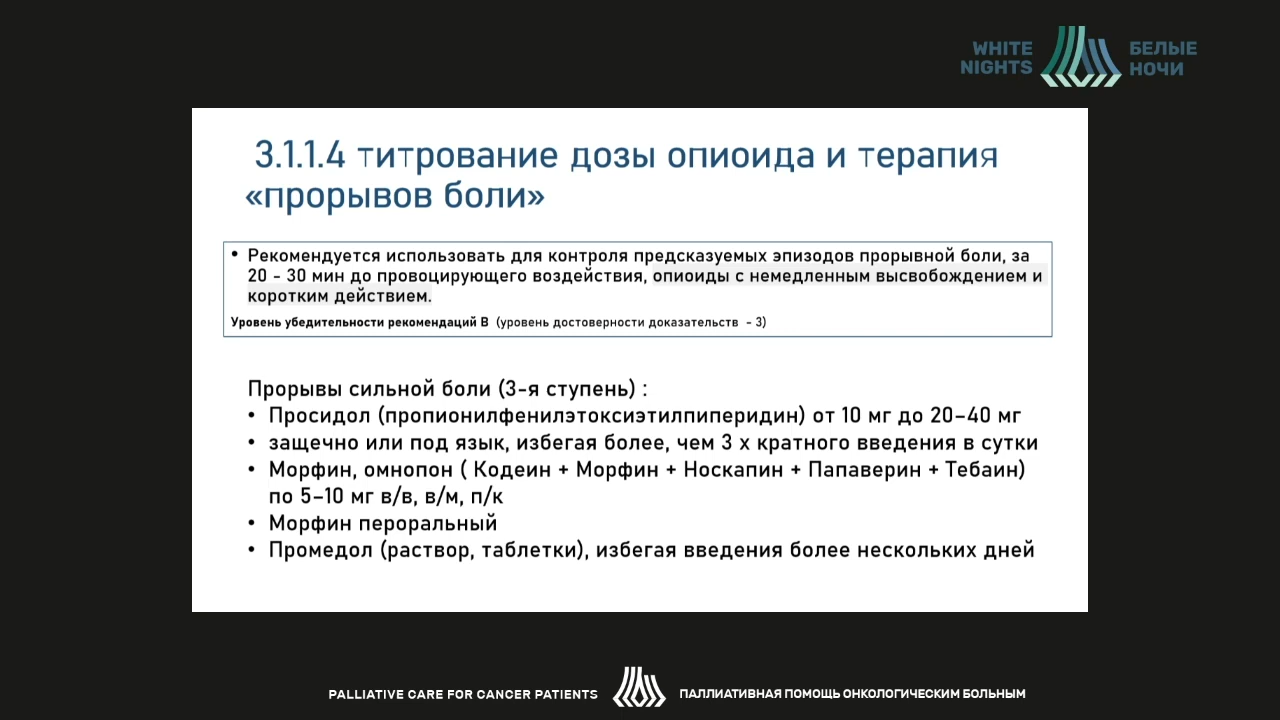 WHITE
NIGHTS
БЕЛЫЕ
НОЧИ
3.1.1.4 титрование дозы опиоида и терапия
«прорывов боли»
• Рекомендуется использовать для контроля предсказуемых эпизодов прорывной боли, за
20 - 30 мин до провоцирующего воздействия, опиоиды с немедленным высвобождением и
коротким действием.
Уровень убедительности рекомендаций В (уровень достоверности доказательств - 3)
Прорывы сильной боли (3-я ступень) :
• Просидол (пропионилфенилэтоксиэтилпиперидин) от 10 мг до 20–40 мг
• защечно или под язык, избегая более, чем 3 х кратного введения в сутки
• Морфин, омнопон ( Кодеин + Морфин + Носкапин + Папаверин + Тебаин)
по 5–10 мг в/в, в/м, п/к
• Морфин пероральный
• Промедол (раствор, таблетки), избегая введения более нескольких дней
PALLIATIVE CARE FOR CANCER PATIENTS
ПАЛЛИАТИВНАЯ ПОМОЩЬ ОНКОЛОГИЧЕСКИМ БОЛЬНЫМ